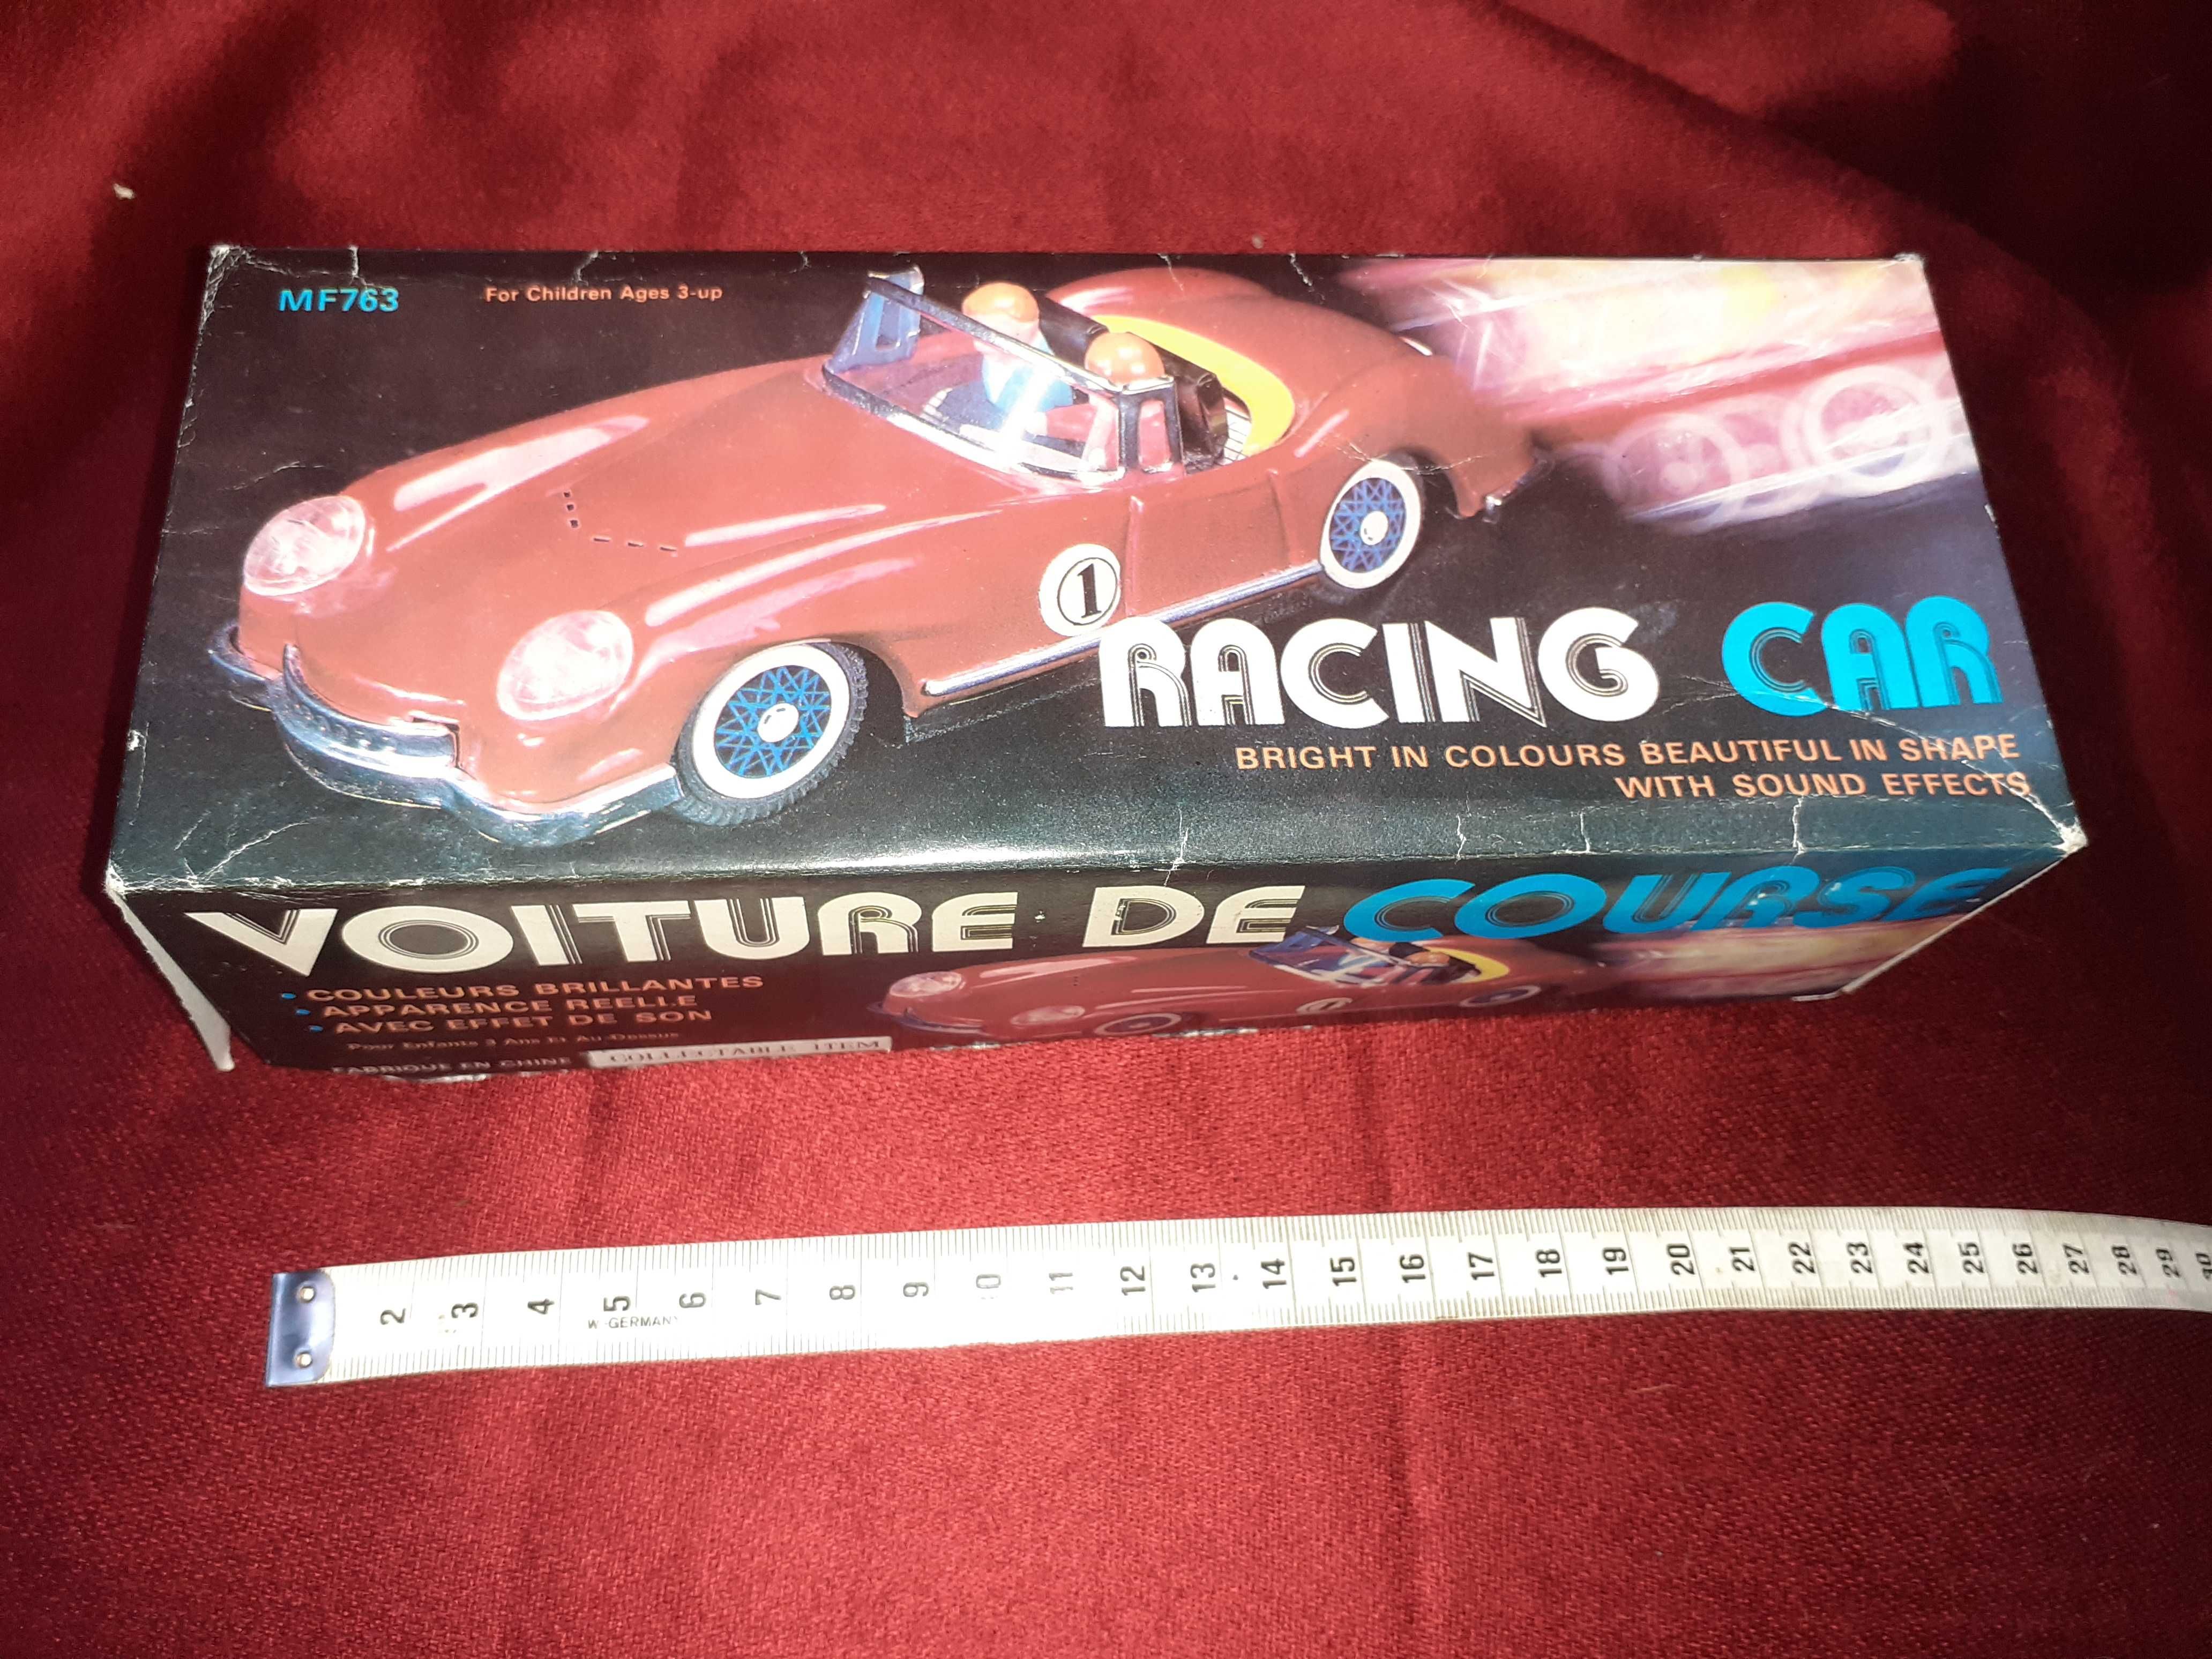 MF763
For Children Ages 3-up
1
RACING CAR
BRIGHT IN COLOURS BEAUTIFUL IN SHAPE
WITH SOUND EFFECTS
VOITURE DE COURSE
• COULEURS BRILLANTES
• APPARENCE REELLE
• AVEC EFFET DE SON
Pour Enfants 3 Ans Et Au-Dessus
FABRIQUE EN CHINE COLLECTABLE ITEM
1
2 3 4 5 6 7 8 9 10 11 12 13 14 15 16 17 18 19 20 21 22 23 24 25 26 27 28 29 30
W.-GERMANY